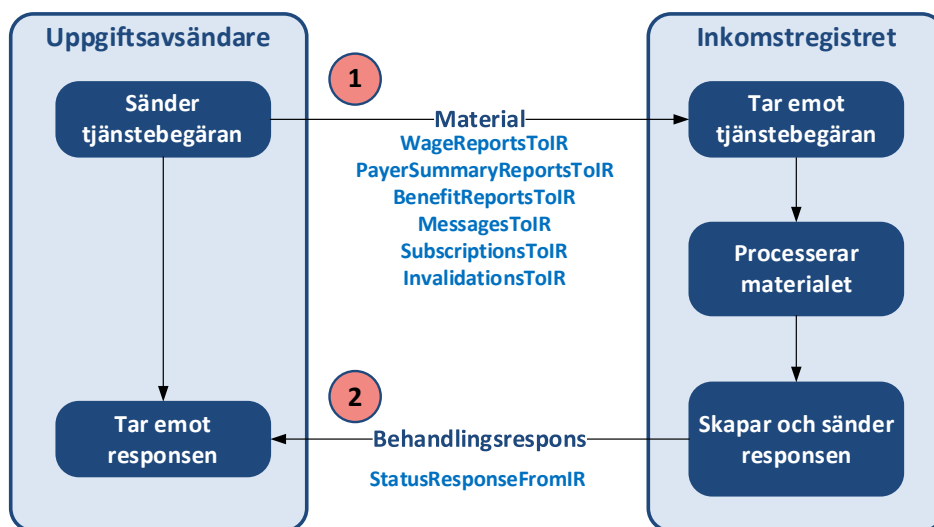 Uppgiftsavsändare
Inkomstregistret
1
Sänder
tjänstebegäran
Material
WageReportsToIR
PayerSummaryReportsToIR
BenefitReportsToIR
MessagesToIR
SubscriptionsToIR
InvalidationsToIR
Tar emot
tjänstebegäran
Processerar
materialet
2
Tar emot
responsen
Behandlingsrespons
StatusResponseFromIR
Skapar och sänder
responsen